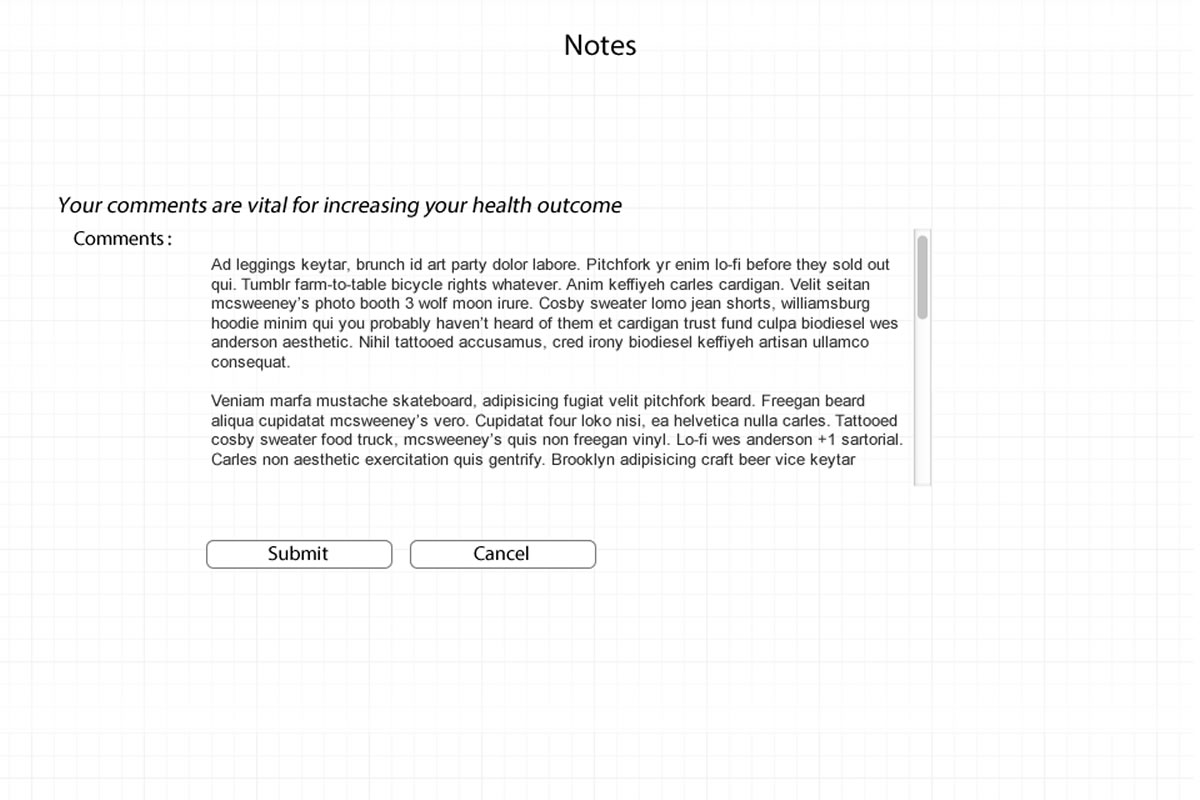 Notes
Your comments are vital for increasing your health outcome
Comments :
Ad leggings keytar, brunch id art party dolor labore. Pitchfork yr enim lo-fi before they sold out
qui. Tumblr farm-to-table bicycle rights whatever. Anim keffiyeh carles cardigan. Velit seitan
mcsweeney’s photo booth 3 wolf moon irure. Cosby sweater lomo jean shorts, williamsburg
hoodie minim qui you probably haven’t heard of them et cardigan trust fund culpa biodiesel wes
anderson aesthetic. Nihil tattooed accusamus, cred irony biodiesel keffiyeh artisan ullamco
consequat.
Veniam marfa mustache skateboard, adipisicing fugiat velit pitchfork beard. Freegan beard
aliqua cupidatat mcsweeney’s vero. Cupidatat four loko nisi, ea helvetica nulla carles. Tattooed
cosby sweater food truck, mcsweeney’s quis non freegan vinyl. Lo-fi wes anderson +1 sartorial.
Carles non aesthetic exercitation quis gentrify. Brooklyn adipisicing craft beer vice keytar
Submit
Cancel